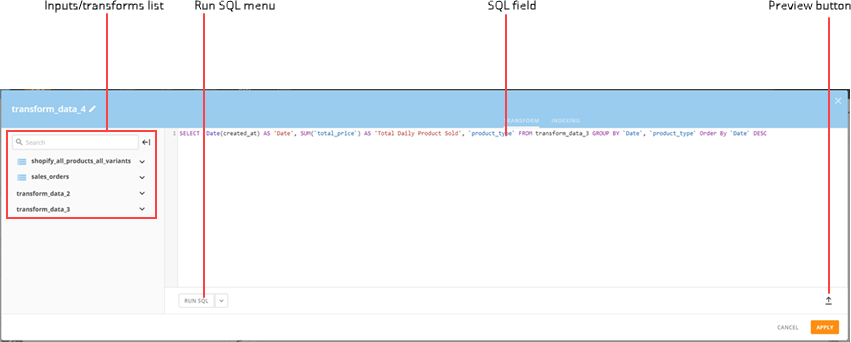 Inputs/transforms list Run SQL menu SQL field Preview button
transform_data_4
TRANSFORM INDEXING
Search
1 SELECT Date(created_at) AS 'Date', SUM(`total_price`) AS 'Total Daily Product Sold', `product_type` FROM transform_data_3 GROUP BY `Date`, `product_type` Order By `Date` DESC
shopify_all_products_all_variants
sales_orders
transform_data_2
transform_data_3
RUN SQL
CANCEL APPLY